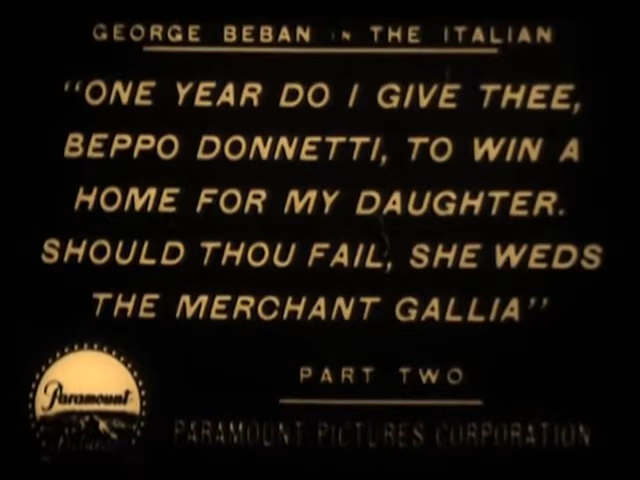 GEORGE BEBAN IN THE ITALIAN
"ONE YEAR DO I GIVE THEE,
BEPPO DONNETTI, TO WIN A
HOME FOR MY DAUGHTER.
SHOULD THOU FAIL, SHE WEDS
THE MERCHANT GALLIA"
PART TWO
Paramount
Pictures
PARAMOUNT PICTURES CORPORATION